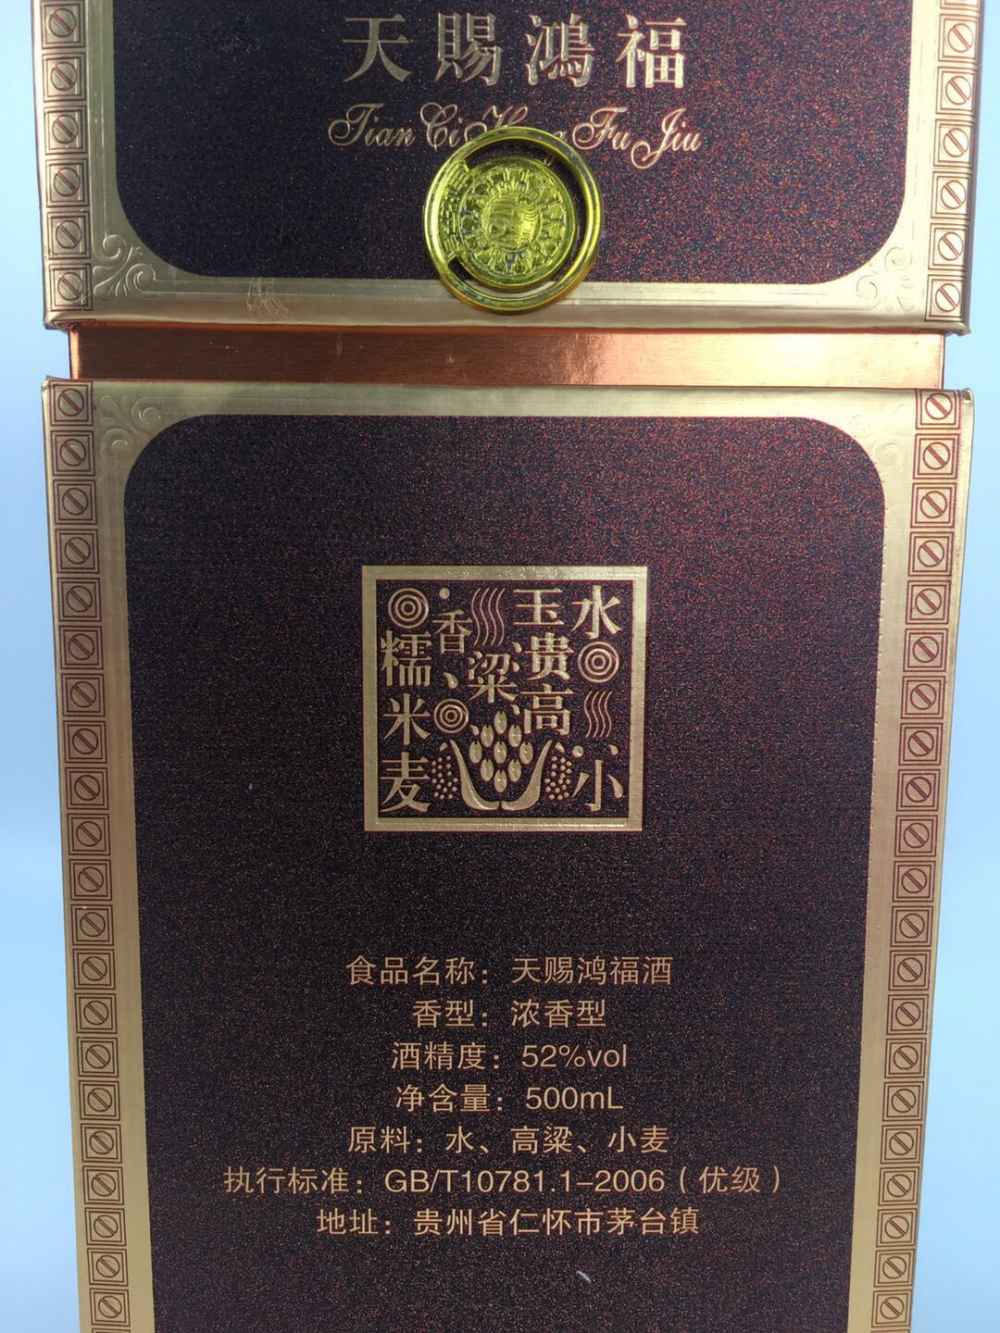 天賜鴻福
Tian Ci Hong Fu Jiu
水 小
玉贵高
香 粱
糯米麦
食品名称：天赐鸿福酒
香型：浓香型
酒精度：52%vol
净含量：500mL
原料：水、高粱、小麦
执行标准：GB/T10781.1-2006（优级）
地址：贵州省仁怀市茅台镇